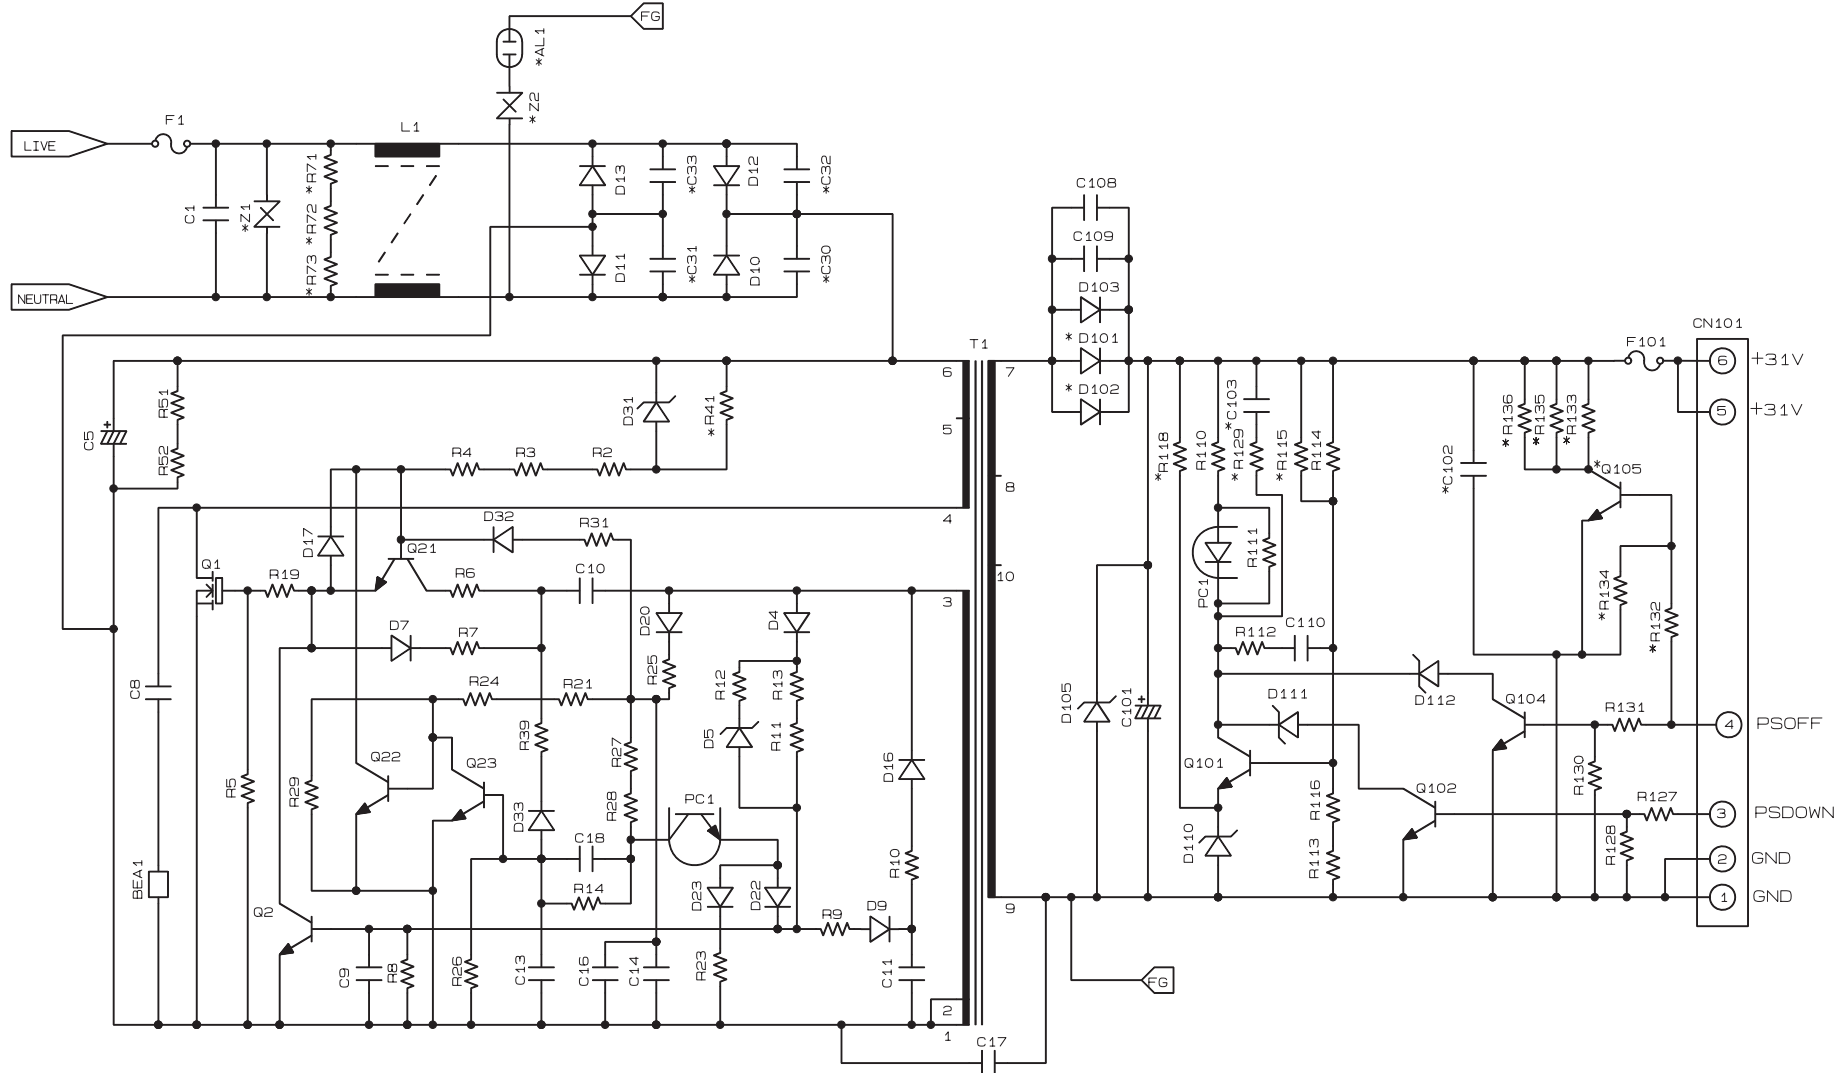 FG
*AL1
*Z2
F1
L1
LIVE
NEUTRAL
C1
*Z1
*R71
*R72
*R73
D13
*C33
D12
*C32
D11
*C31
D10
*C30
C108
C109
D103
* D101
* D102
T1
CN101
F101
6
+31V
5
+31V
6
5
4
7
8
10
R51
R52
+
C5
D31
*R41
R4
R3
R2
D32
R31
Q21
D17
Q1
R19
R6
C10
3
D7
R7
D20
R25
D4
R12
R13
R24
R21
C8
R39
R27
D5
R11
D16
Q22
Q23
R5
R29
D33
R28
PC1
C18
R14
BEA1
Q2
D23
D22
R10
R9
D9
C9
R8
R26
C13
C16
C14
R23
C11
2
1
C17
9
FG
*R118
R110
*C103
*R129
*R115
R114
*C102
*R136
*R135
*R133
*Q105
R111
PC1
R112
C110
*R134
*R132
D105
+
C101
D111
D112
Q104
R131
4
PSOFF
Q101
R116
Q102
R130
R127
3
PSDOWN
D110
R113
R128
2
GND
1
GND